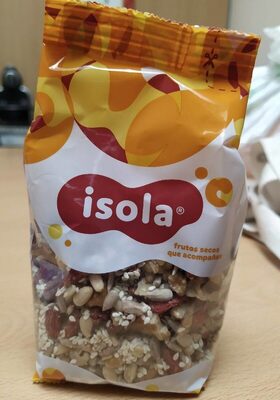 isola®
frutos secos
que acompañan